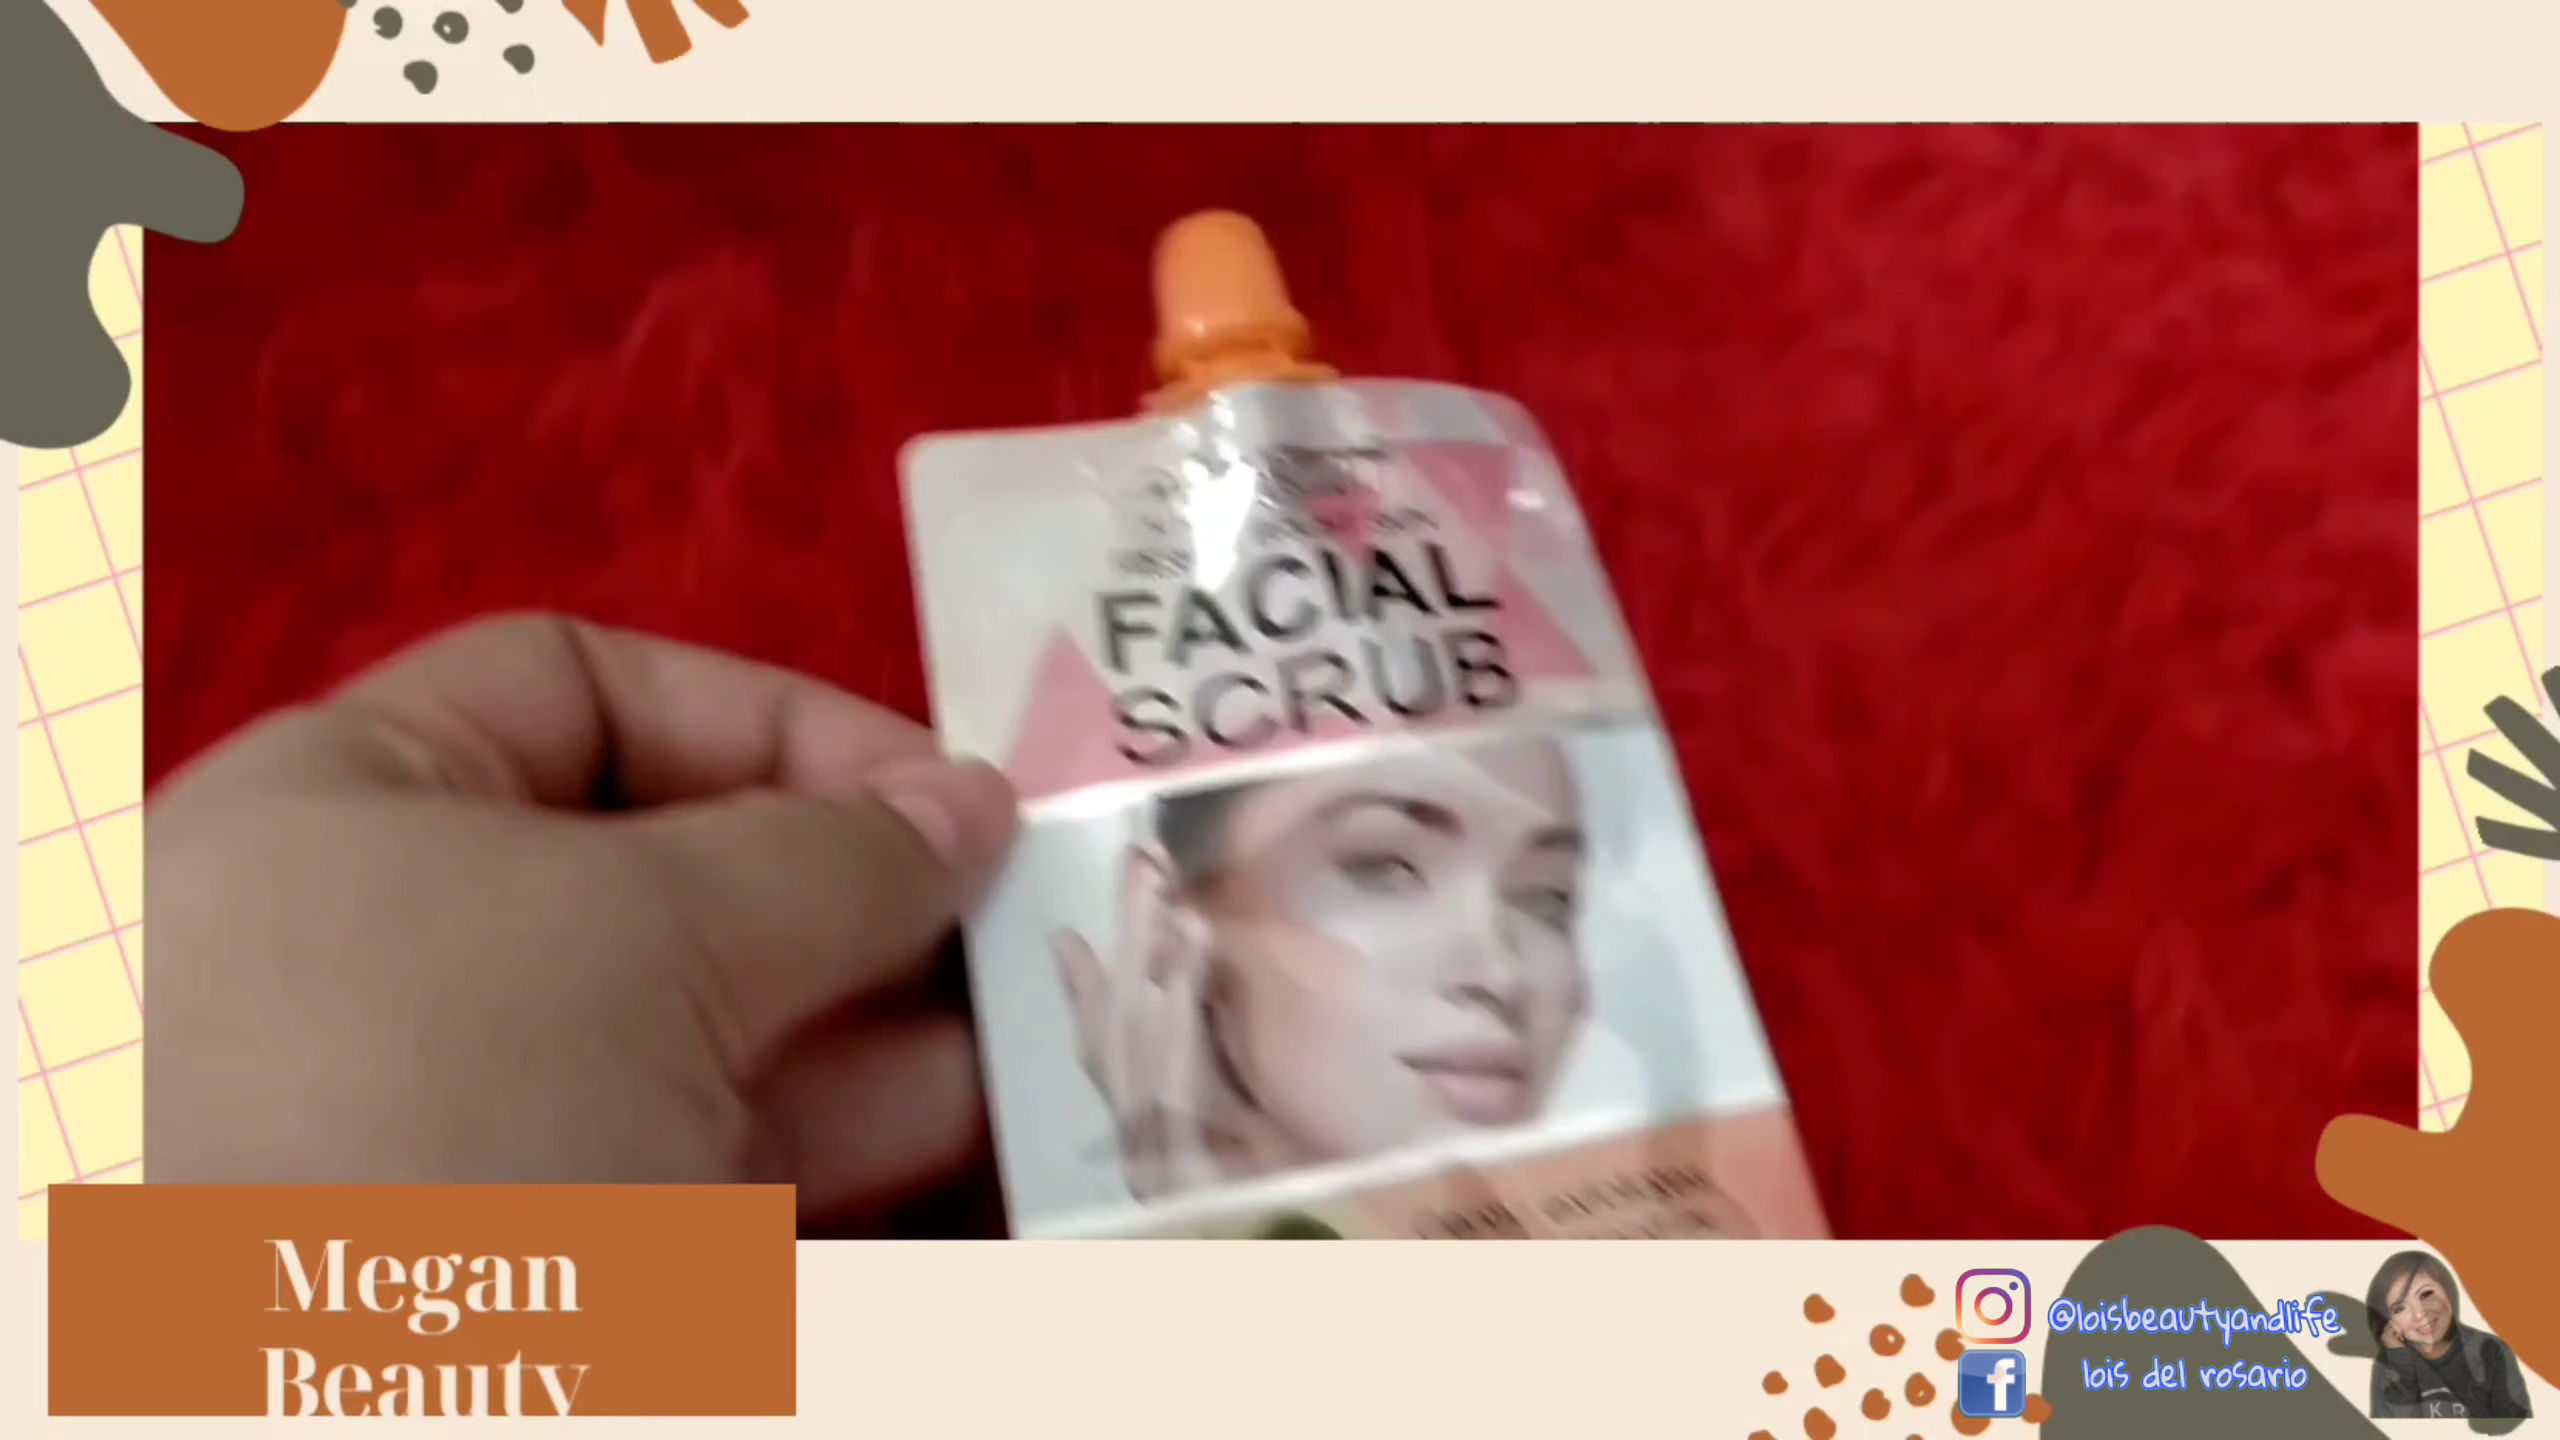 FACIAL
SCRUB
Megan
Beauty
@loisbeautyandlife
lois del rosario
K R